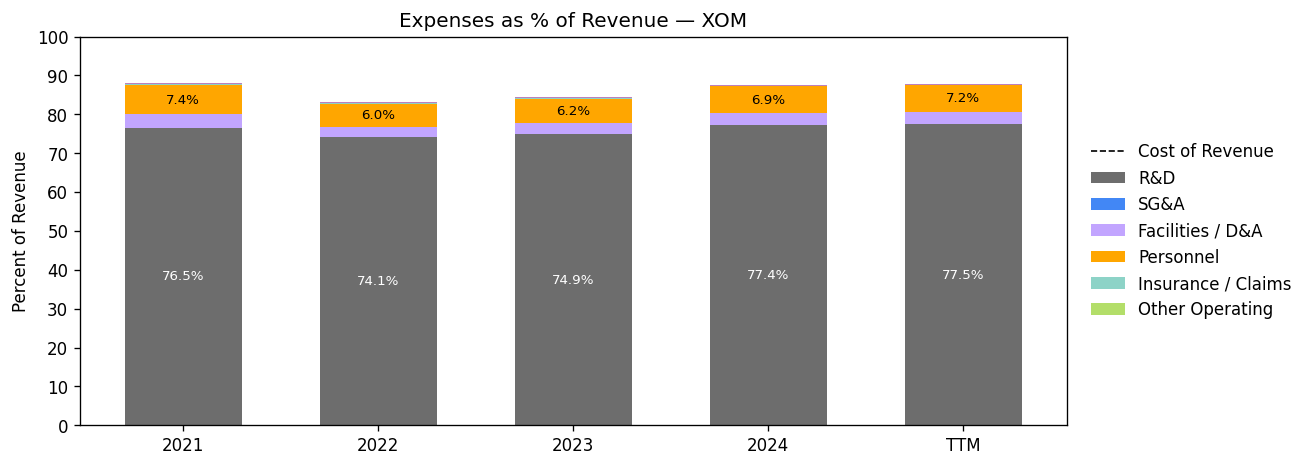 Expenses as % of Revenue — XOM
Percent of Revenue
100
90
80
70
60
50
40
30
20
10
0
7.4%
6.0%
6.2%
6.9%
7.2%
76.5%
74.1%
74.9%
77.4%
77.5%
2021
2022
2023
2024
TTM
Cost of Revenue
R&D
SG&A
Facilities / D&A
Personnel
Insurance / Claims
Other Operating